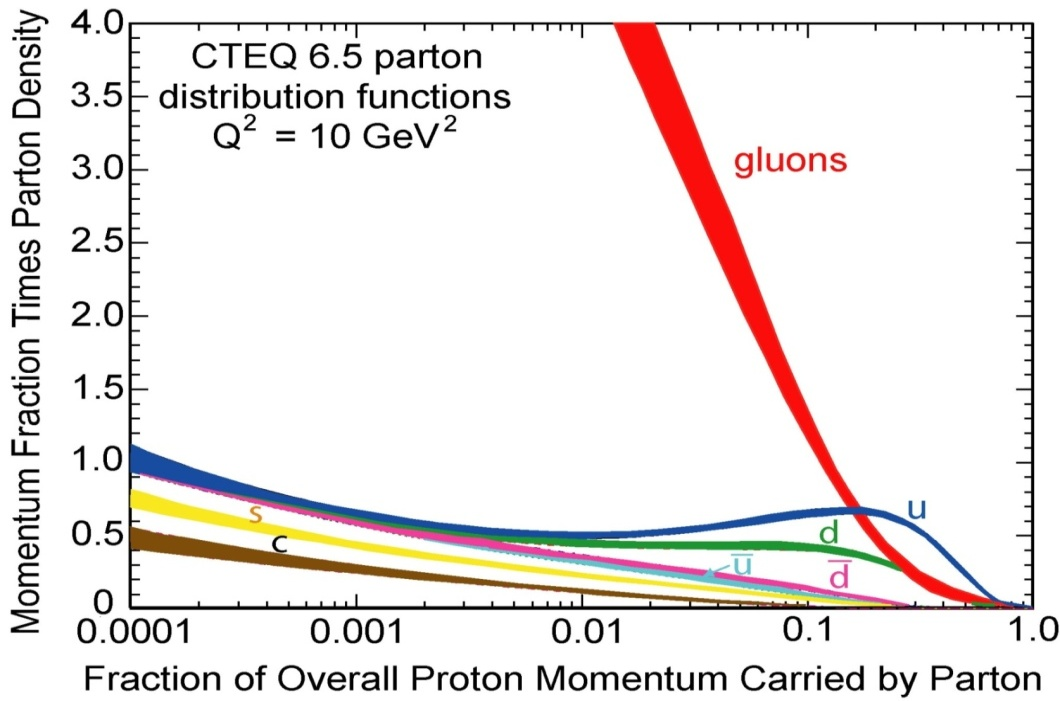 Momentum Fraction Times Parton Density
4.0
3.5
3.0
2.5
2.0
1.5
1.0
0.5
0
CTEQ 6.5 parton
distribution functions
Q² = 10 GeV²
gluons
u
d
u̅
d̅
s
c
0.0001
0.001
0.01
0.1
1.0
Fraction of Overall Proton Momentum Carried by Parton